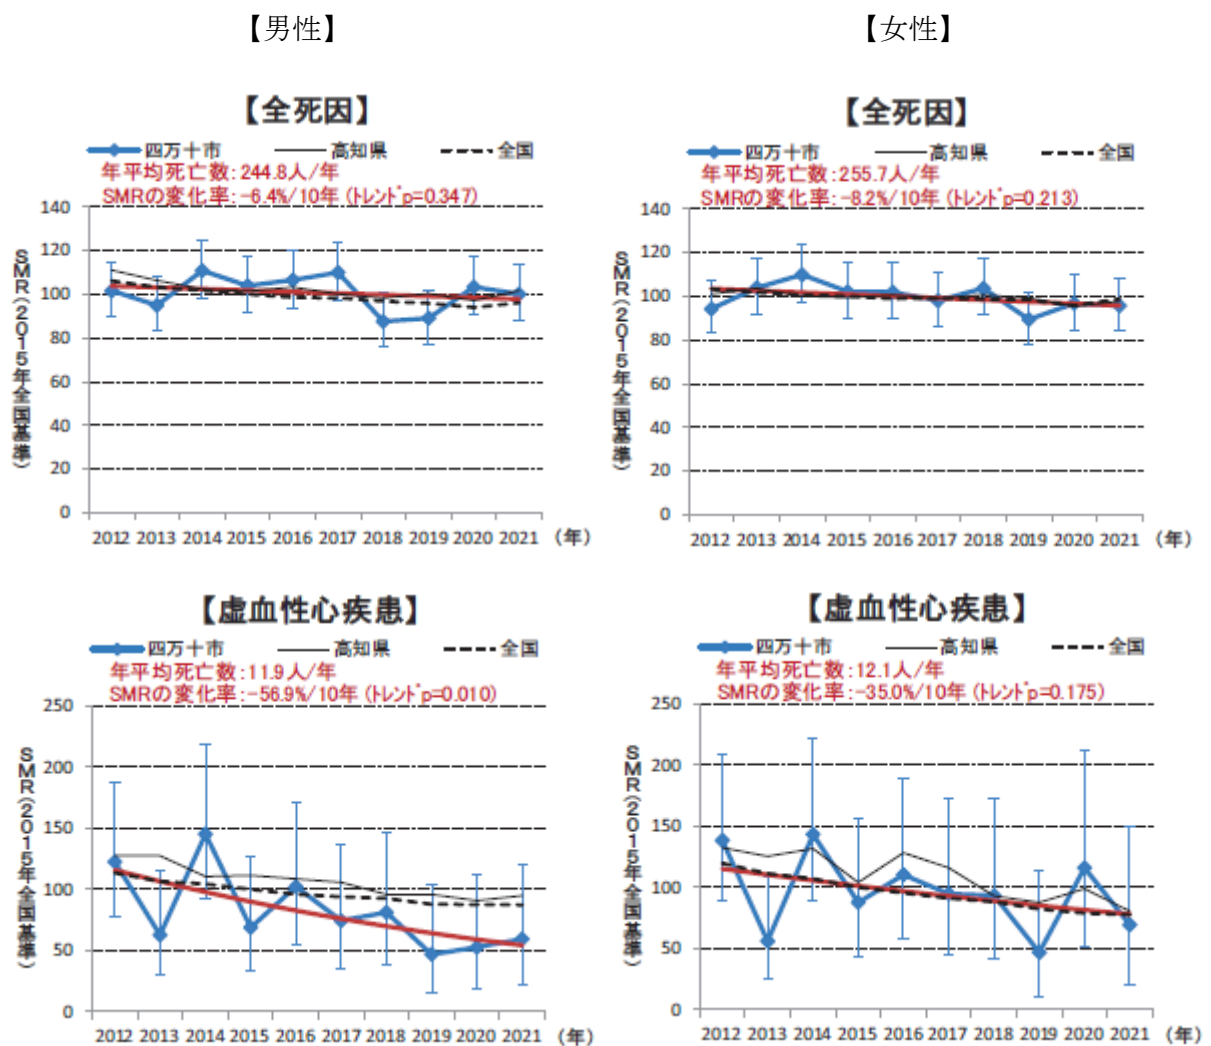 【男性】
【女性】
【全死因】
四万十市 高知県 全国
年平均死亡数:244.8人/年
SMRの変化率:-6.4%/10年 (トレンドp=0.347)
SMR(2015年全国基準)
140
120
100
80
60
40
20
0
2012 2013 2014 2015 2016 2017 2018 2019 2020 2021 (年)
【全死因】
四万十市 高知県 全国
年平均死亡数:255.7人/年
SMRの変化率:-8.2%/10年 (トレンドp=0.213)
SMR(2015年全国基準)
140
120
100
80
60
40
20
0
2012 2013 2014 2015 2016 2017 2018 2019 2020 2021 (年)
【虚血性心疾患】
四万十市 高知県 全国
年平均死亡数:11.9人/年
SMRの変化率:-56.9%/10年 (トレンドp=0.010)
SMR(2015年全国基準)
250
200
150
100
50
0
2012 2013 2014 2015 2016 2017 2018 2019 2020 2021 (年)
【虚血性心疾患】
四万十市 高知県 全国
年平均死亡数:12.1人/年
SMRの変化率:-35.0%/10年 (トレンドp=0.175)
SMR(2015年全国基準)
250
200
150
100
50
0
2012 2013 2014 2015 2016 2017 2018 2019 2020 2021 (年)